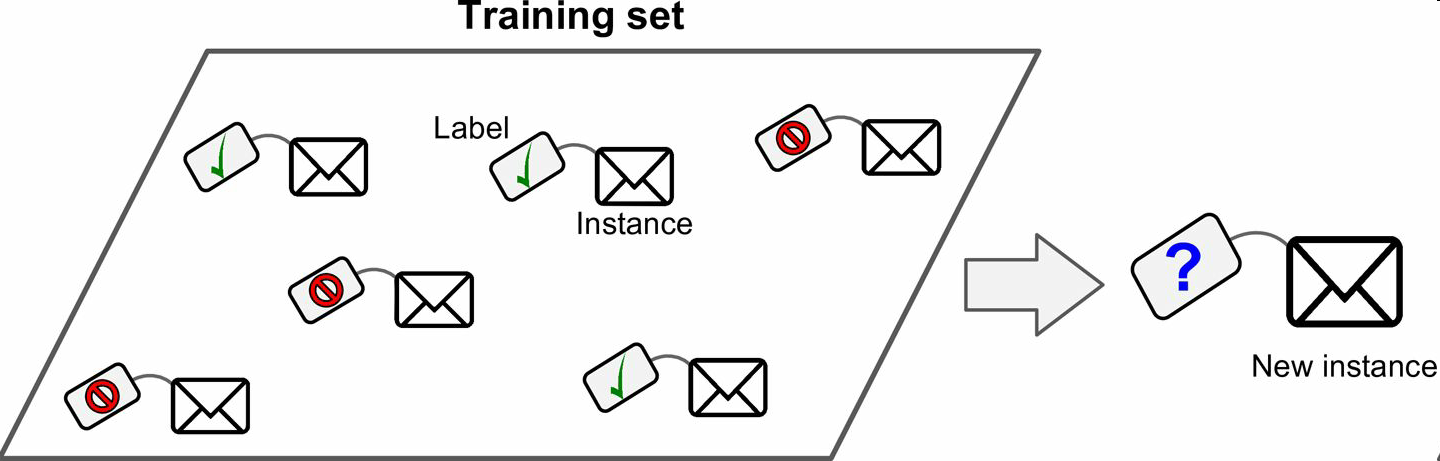 Training set
Label
Instance
?
New instance